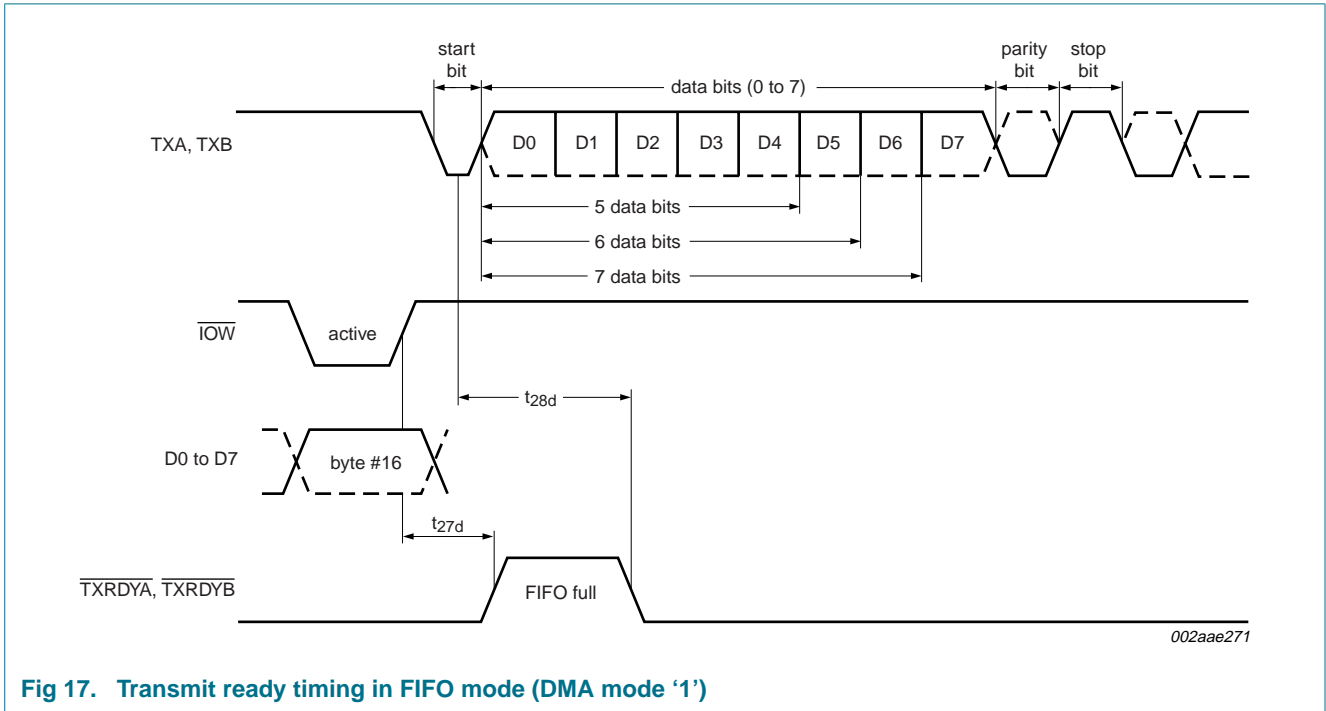 start bit
data bits (0 to 7)
parity bit
stop bit
TXA, TXB
D0 D1 D2 D3 D4 D5 D6 D7
5 data bits
6 data bits
7 data bits
IOW
active
t28d
D0 to D7
byte #16
t27d
TXRDYA, TXRDYB
FIFO full
002aae271
Fig 17. Transmit ready timing in FIFO mode (DMA mode ‘1’)